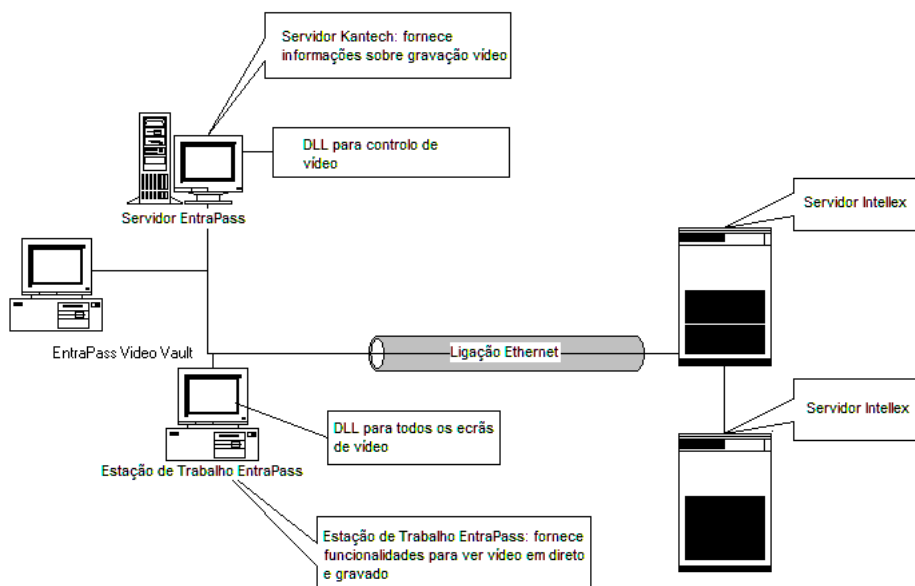 Servidor Kantech: fornece
informações sobre gravação vídeo
DLL para controlo de
vídeo
Servidor EntraPass
Servidor Intellex
EntraPass Video Vault
Ligação Ethernet
Servidor Intellex
DLL para todos os ecrãs
de vídeo
Estação de Trabalho EntraPass
Estação de Trabalho EntraPass: fornece
funcionalidades para ver vídeo em direto
e gravado